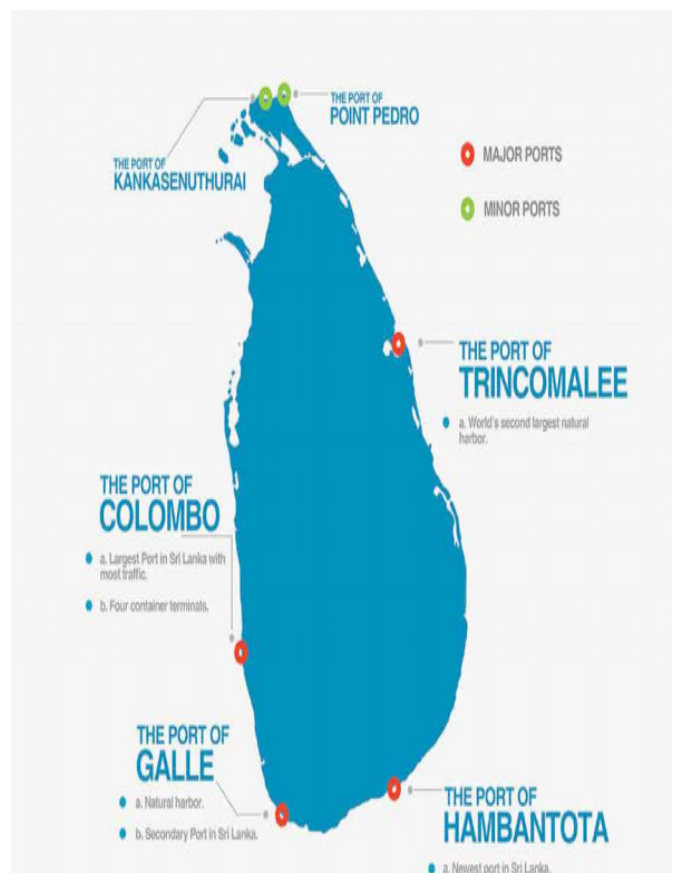 THE PORT OF
POINT PEDRO
THE PORT OF
KANKASENUTHURAI
MAJOR PORTS
MINOR PORTS
THE PORT OF
TRINCOMALEE
a. World's second largest natural
harbor.
THE PORT OF
COLOMBO
a. Largest Port in Sri Lanka with
most traffic.
b. Four container terminals.
THE PORT OF
GALLE
a. Natural harbor.
b. Secondary Port in Sri Lanka.
THE PORT OF
HAMBANTOTA
a. Newest port in Sri Lanka.